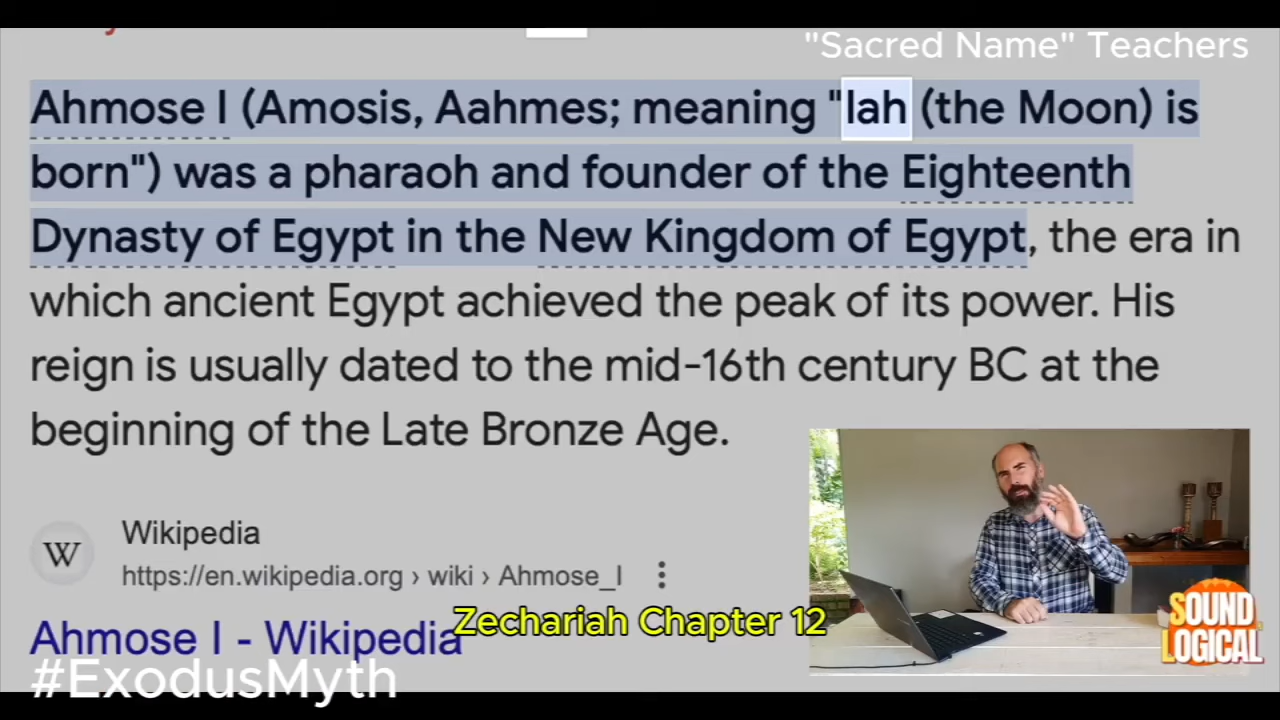 "Sacred Name" Teachers
Ahmose I (Amosis, Aahmes; meaning "Iah (the Moon) is
born") was a pharaoh and founder of the Eighteenth
Dynasty of Egypt in the New Kingdom of Egypt, the era in
which ancient Egypt achieved the peak of its power. His
reign is usually dated to the mid-16th century BC at the
beginning of the Late Bronze Age.
W
Wikipedia
https://en.wikipedia.org › wiki › Ahmose_I
Zechariah Chapter 12
Ahmose I - Wikipedia
#ExodusMyth
SOUND
LOGICAL